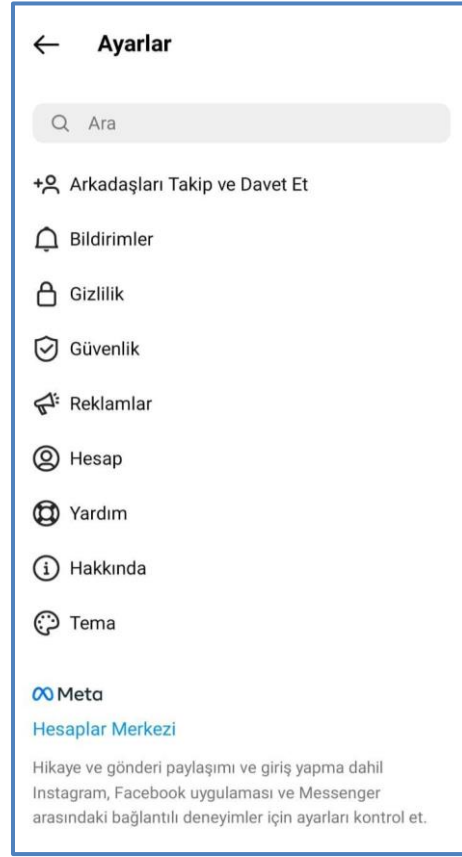 Ayarlar
Ara
Arkadaşları Takip ve Davet Et
Bildirimler
Gizlilik
Güvenlik
Reklamlar
Hesap
Yardım
Hakkında
Tema
Meta
Hesaplar Merkezi
Hikaye ve gönderi paylaşımı ve giriş yapma dahil
Instagram, Facebook uygulaması ve Messenger
arasındaki bağlantılı deneyimler için ayarları kontrol et.